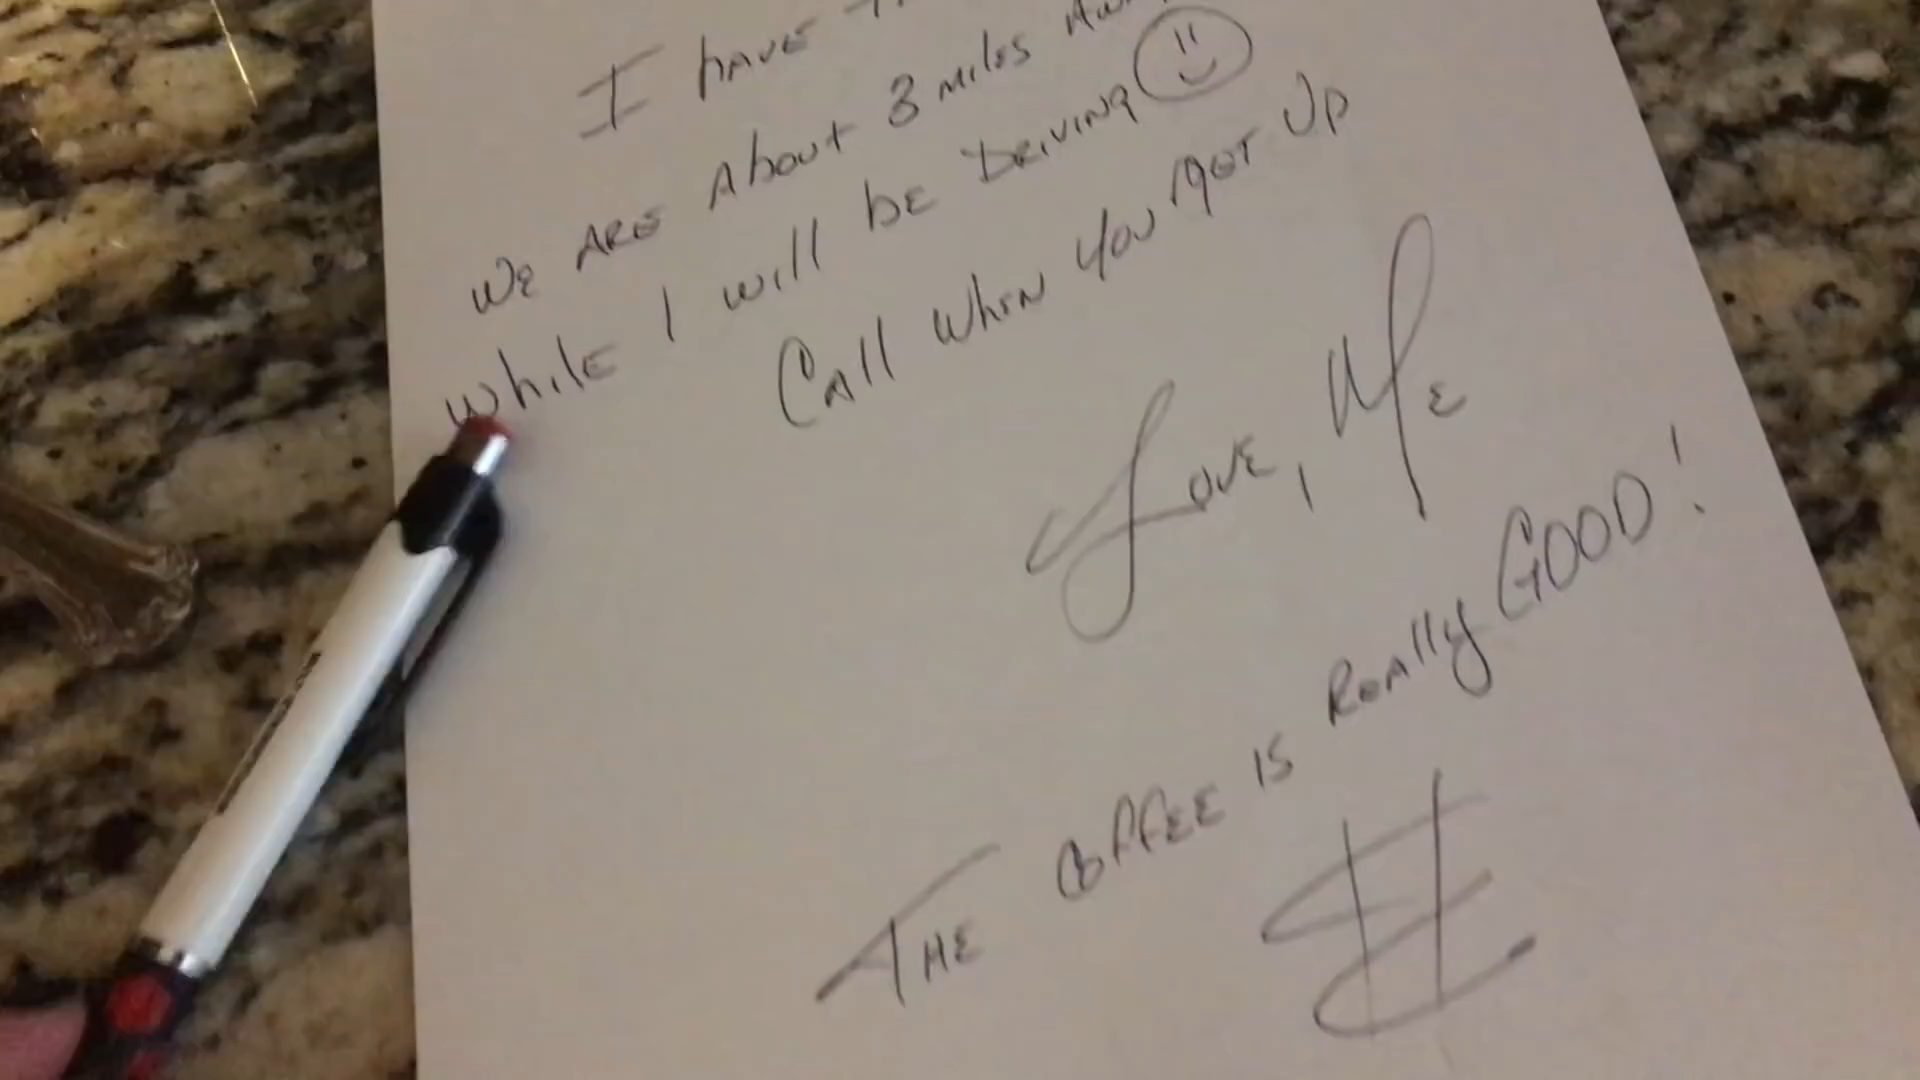 I have
We are about 3 miles
while I will be Driving
Call when you get up
Love, Me
The coffee is really GOOD!